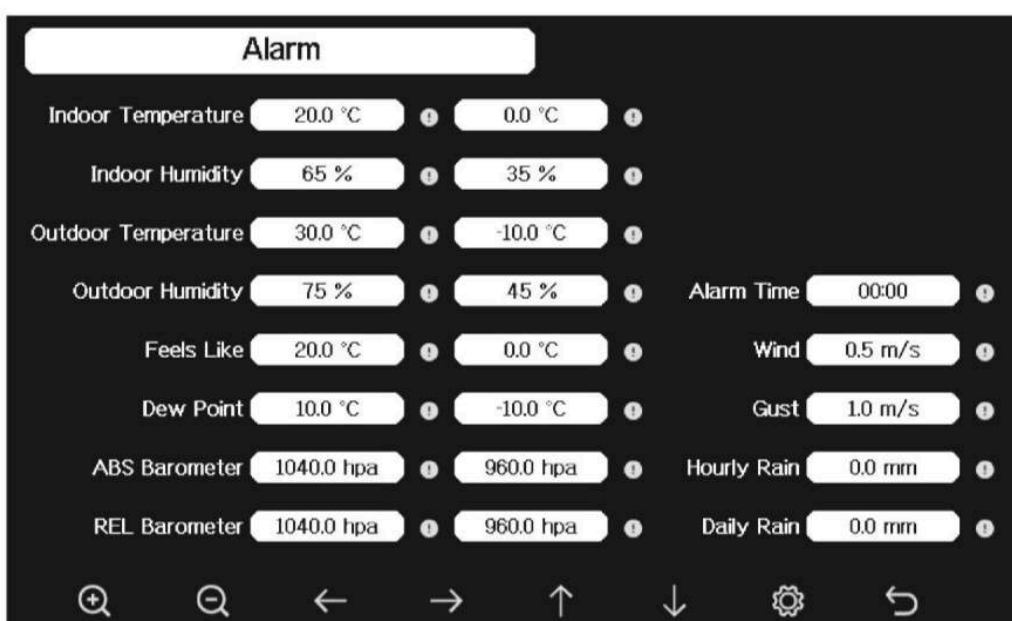 Alarm
Indoor Temperature 20.0 °C 0.0 °C
Indoor Humidity 65 % 35 %
Outdoor Temperature 30.0 °C -10.0 °C
Outdoor Humidity 75 % 45 % Alarm Time 00:00
Feels Like 20.0 °C 0.0 °C Wind 0.5 m/s
Dew Point 10.0 °C -10.0 °C Gust 1.0 m/s
ABS Barometer 1040.0 hpa 960.0 hpa Hourly Rain 0.0 mm
REL Barometer 1040.0 hpa 960.0 hpa Daily Rain 0.0 mm